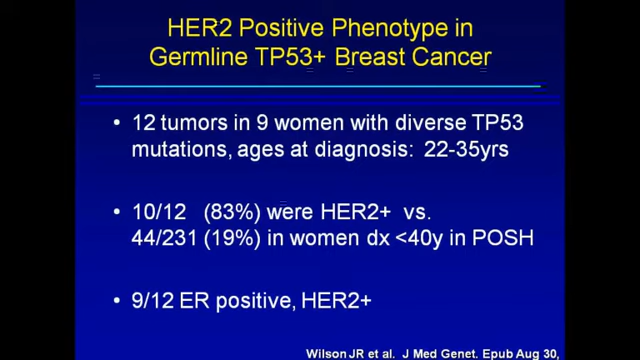 HER2 Positive Phenotype in
Germline TP53+ Breast Cancer
• 12 tumors in 9 women with diverse TP53
mutations, ages at diagnosis: 22-35yrs
• 10/12 (83%) were HER2+ vs.
44/231 (19%) in women dx <40y in POSH
• 9/12 ER positive, HER2+
Wilson JR et al. J Med Genet. Epub Aug 30,